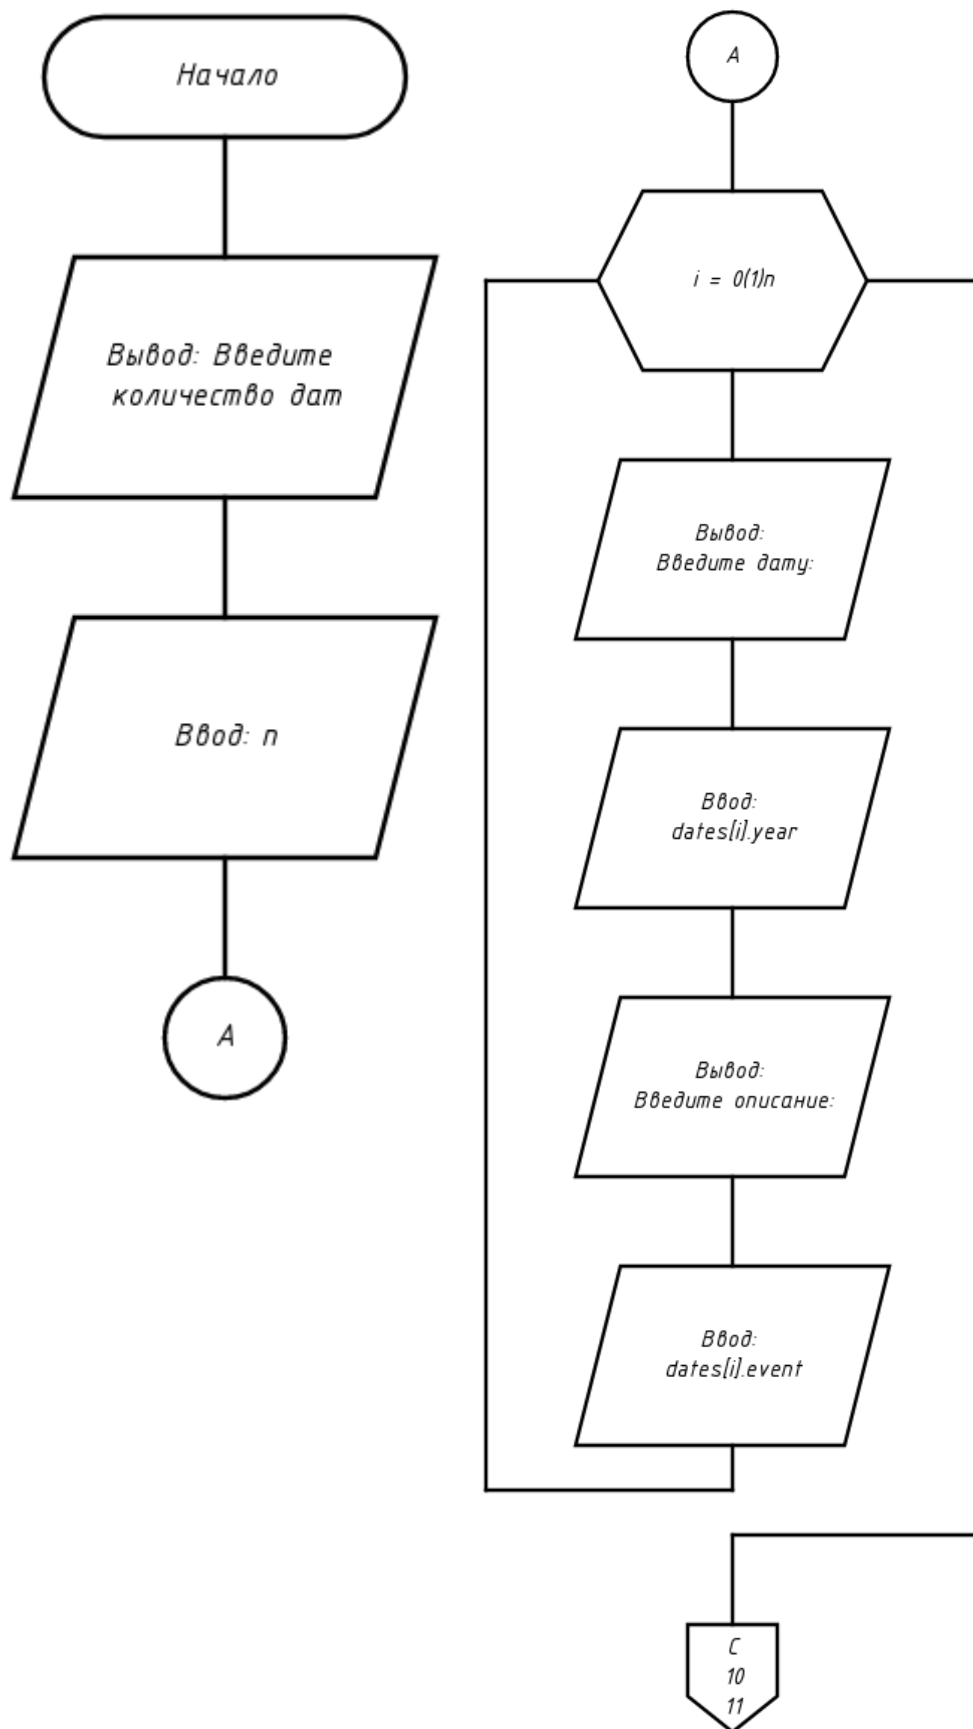 Начало
Вывод: Введите
количество дат
Ввод: n
A
A
i = 0(1)n
Вывод:
Введите дату:
Ввод:
dates[i].year
Вывод:
Введите описание:
Ввод:
dates[i].event
C
10
11